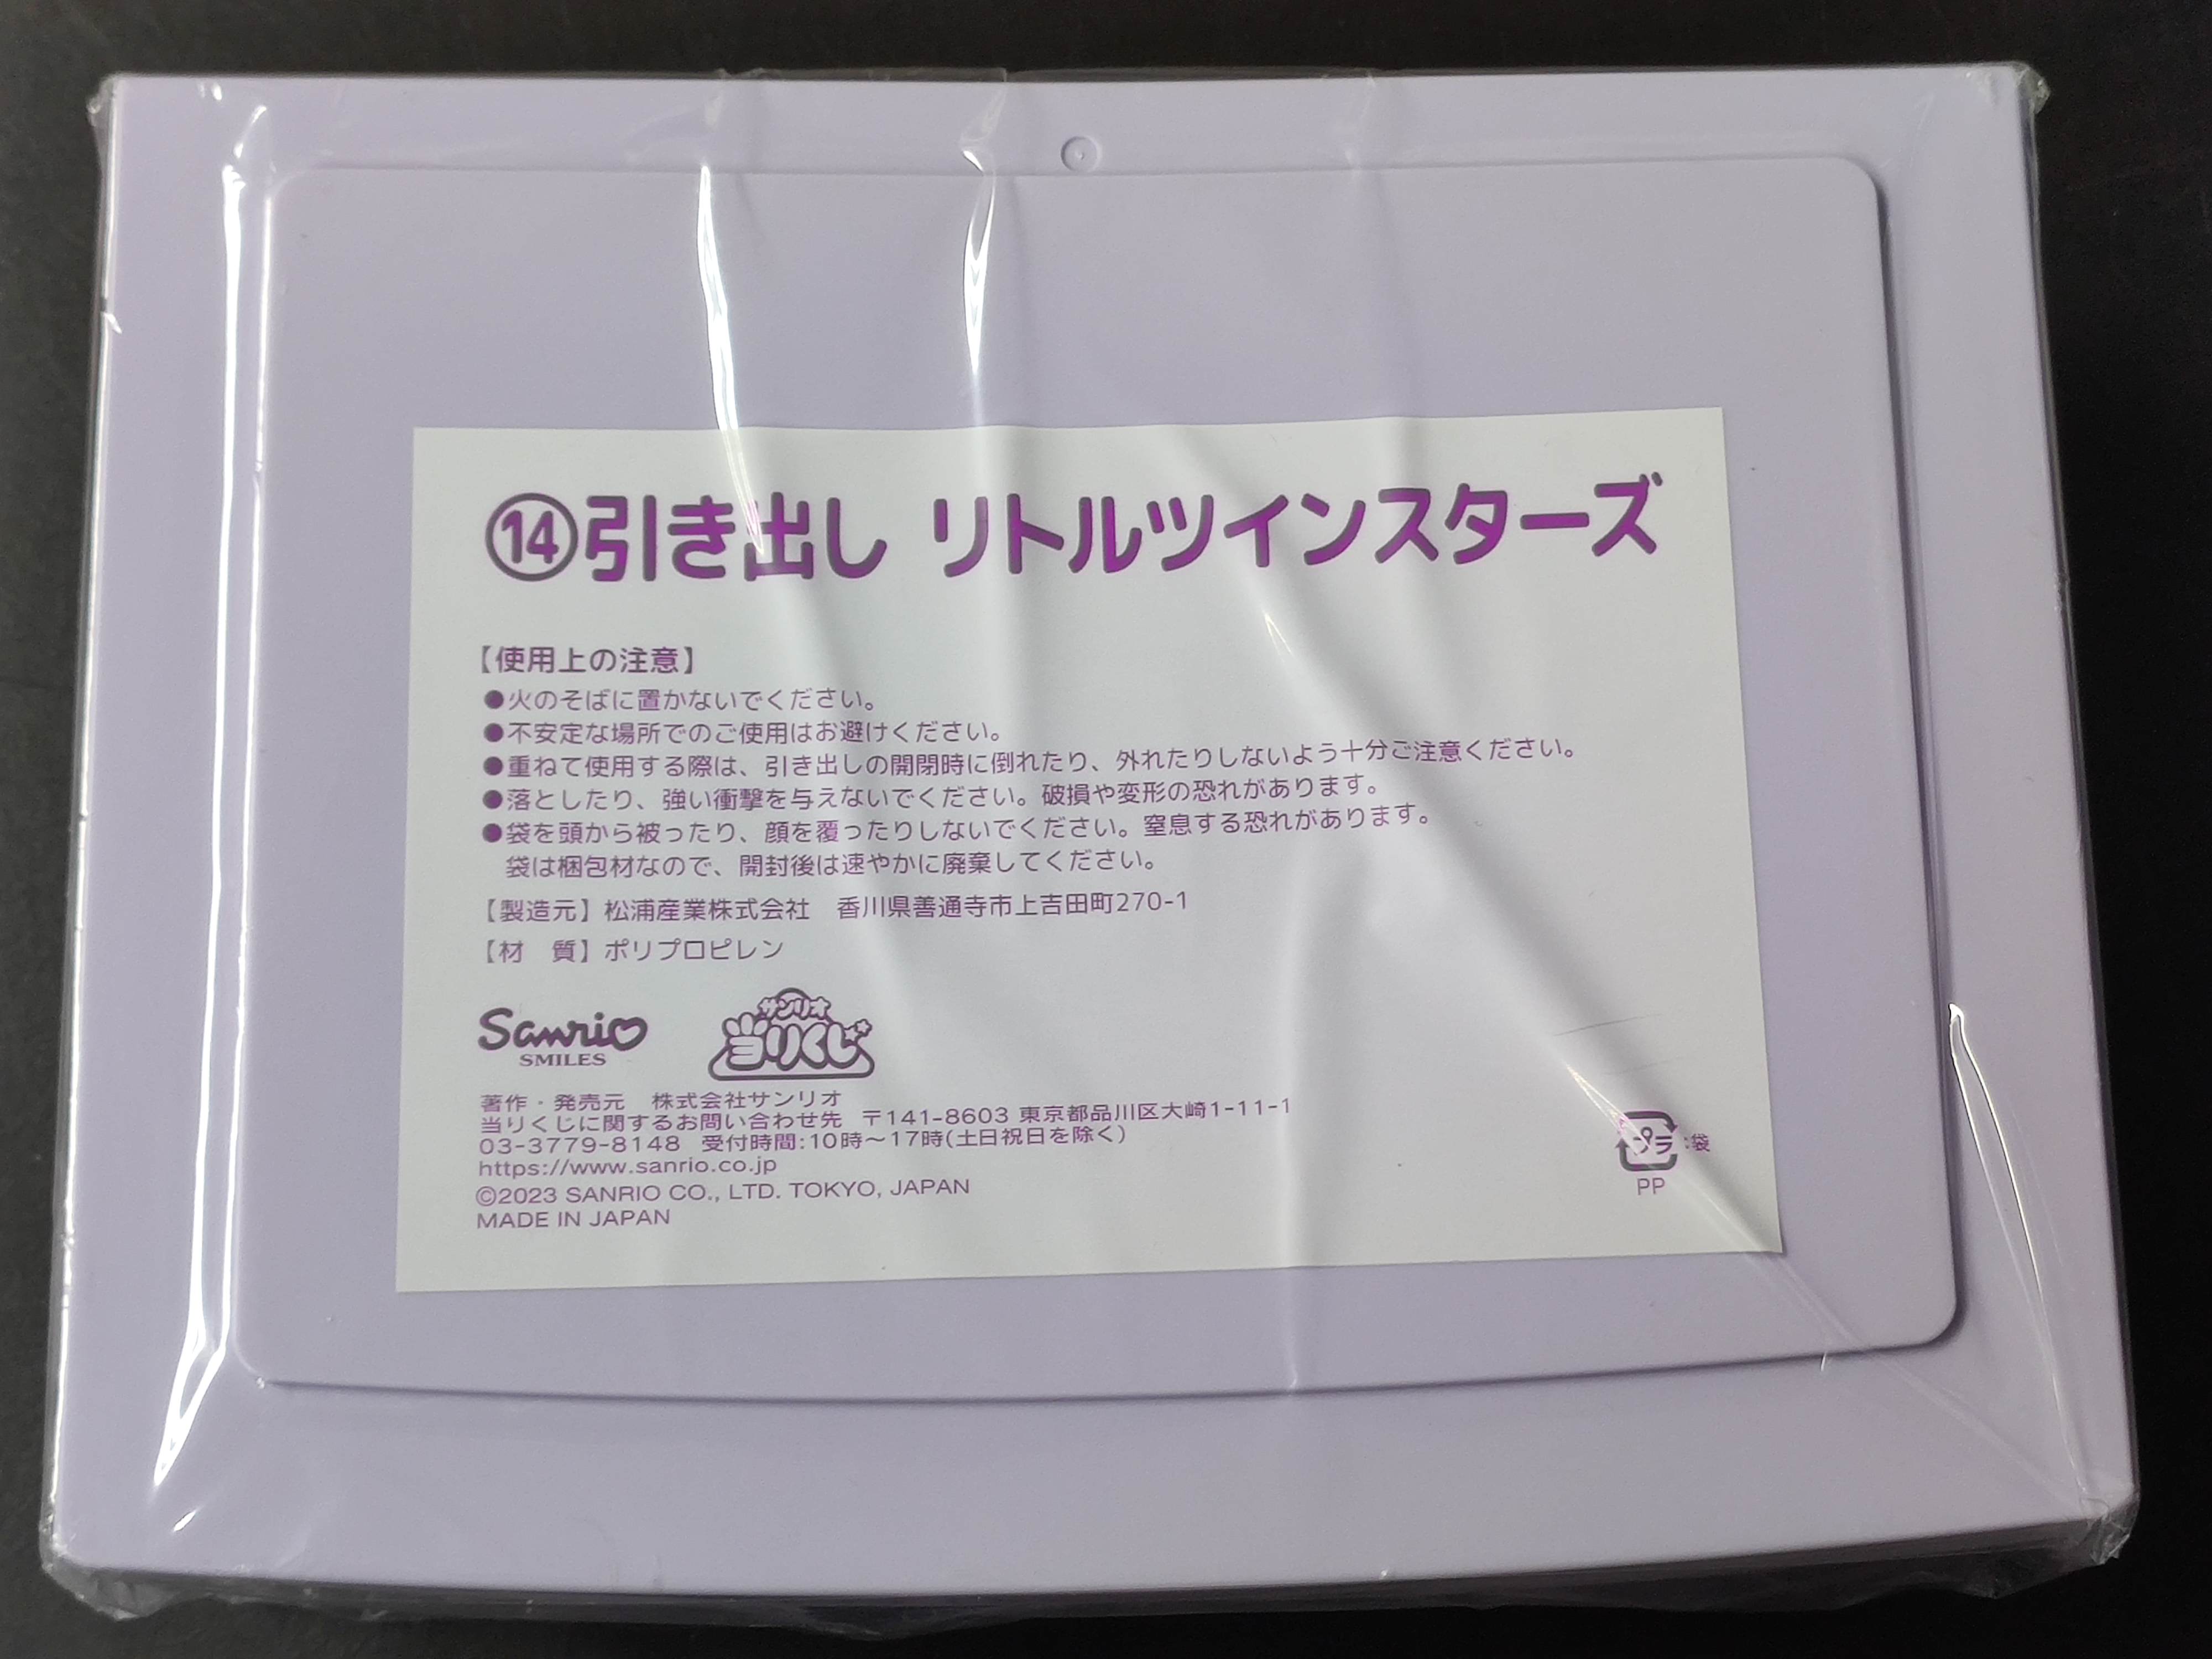 ⑭引き出し リトルツインスターズ
【使用上の注意】
●火のそばに置かないでください。
●不安定な場所でのご使用はお避けください。
●重ねて使用する際は、引き出しの開閉時に倒れたり、外れたりしないよう十分ご注意ください。
●落としたり、強い衝撃を与えないでください。破損や変形の恐れがあります。
●袋を頭から被ったり、顔を覆ったりしないでください。窒息する恐れがあります。
袋は梱包材なので、開封後は速やかに廃棄してください。
【製造元】松浦産業株式会社　香川県善通寺市上吉田町270-1
【材　質】ポリプロピレン
Sanrio
SMILES
サンリオ
当りくじ
著作・発売元　株式会社サンリオ
当りくじに関するお問い合わせ先 〒141-8603 東京都品川区大崎1-11-1
03-3779-8148 受付時間:10時～17時(土日祝日を除く)
https://www.sanrio.co.jp
©2023 SANRIO CO., LTD. TOKYO, JAPAN
MADE IN JAPAN
プラ :袋
PP